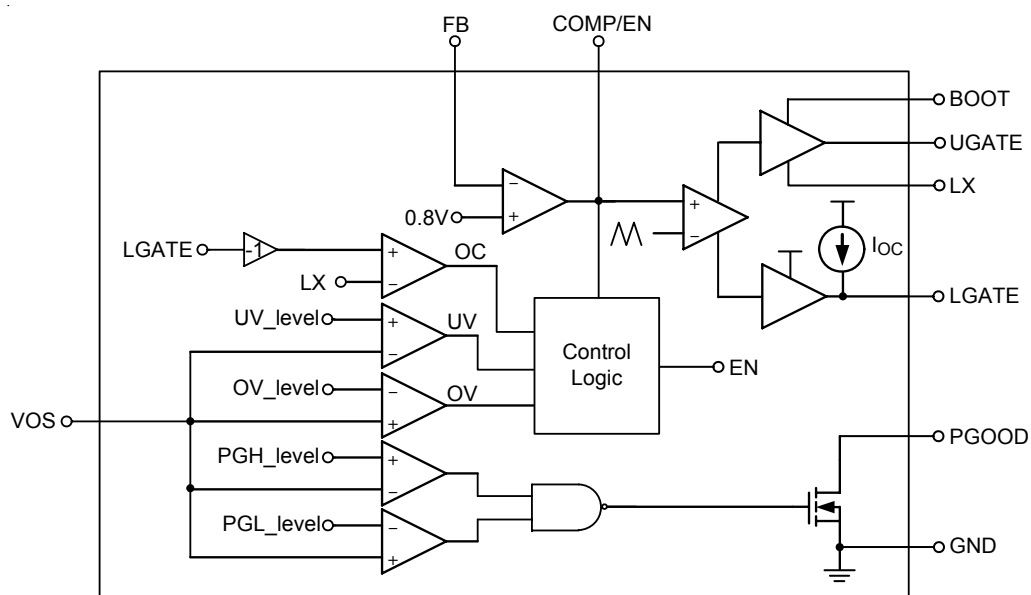 FB
COMP/EN
BOOT
UGATE
LX
−
+
0.8V
+
−
LGATE
-1
+
−
OC
LX
IOC
LGATE
UV_level
+
−
UV
Control
Logic
EN
OV_level
−
+
OV
VOS
PGH_level
+
−
PGOOD
PGL_level
−
+
GND